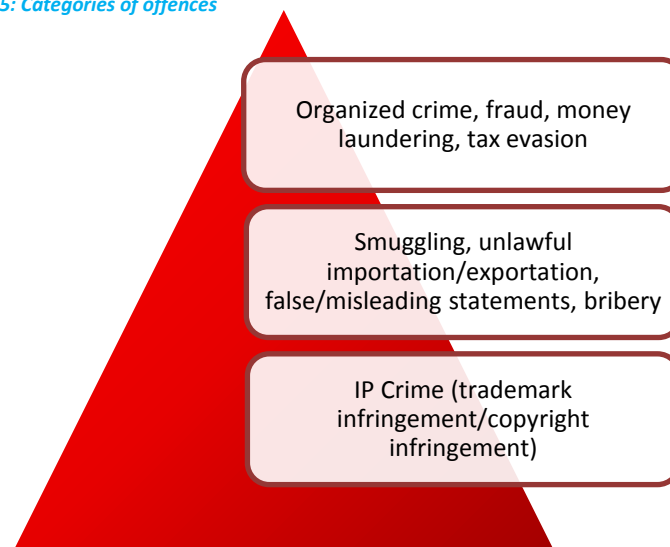 5: Categories of offences
Organized crime, fraud, money
laundering, tax evasion
Smuggling, unlawful
importation/exportation,
false/misleading statements, bribery
IP Crime (trademark
infringement/copyright
infringement)